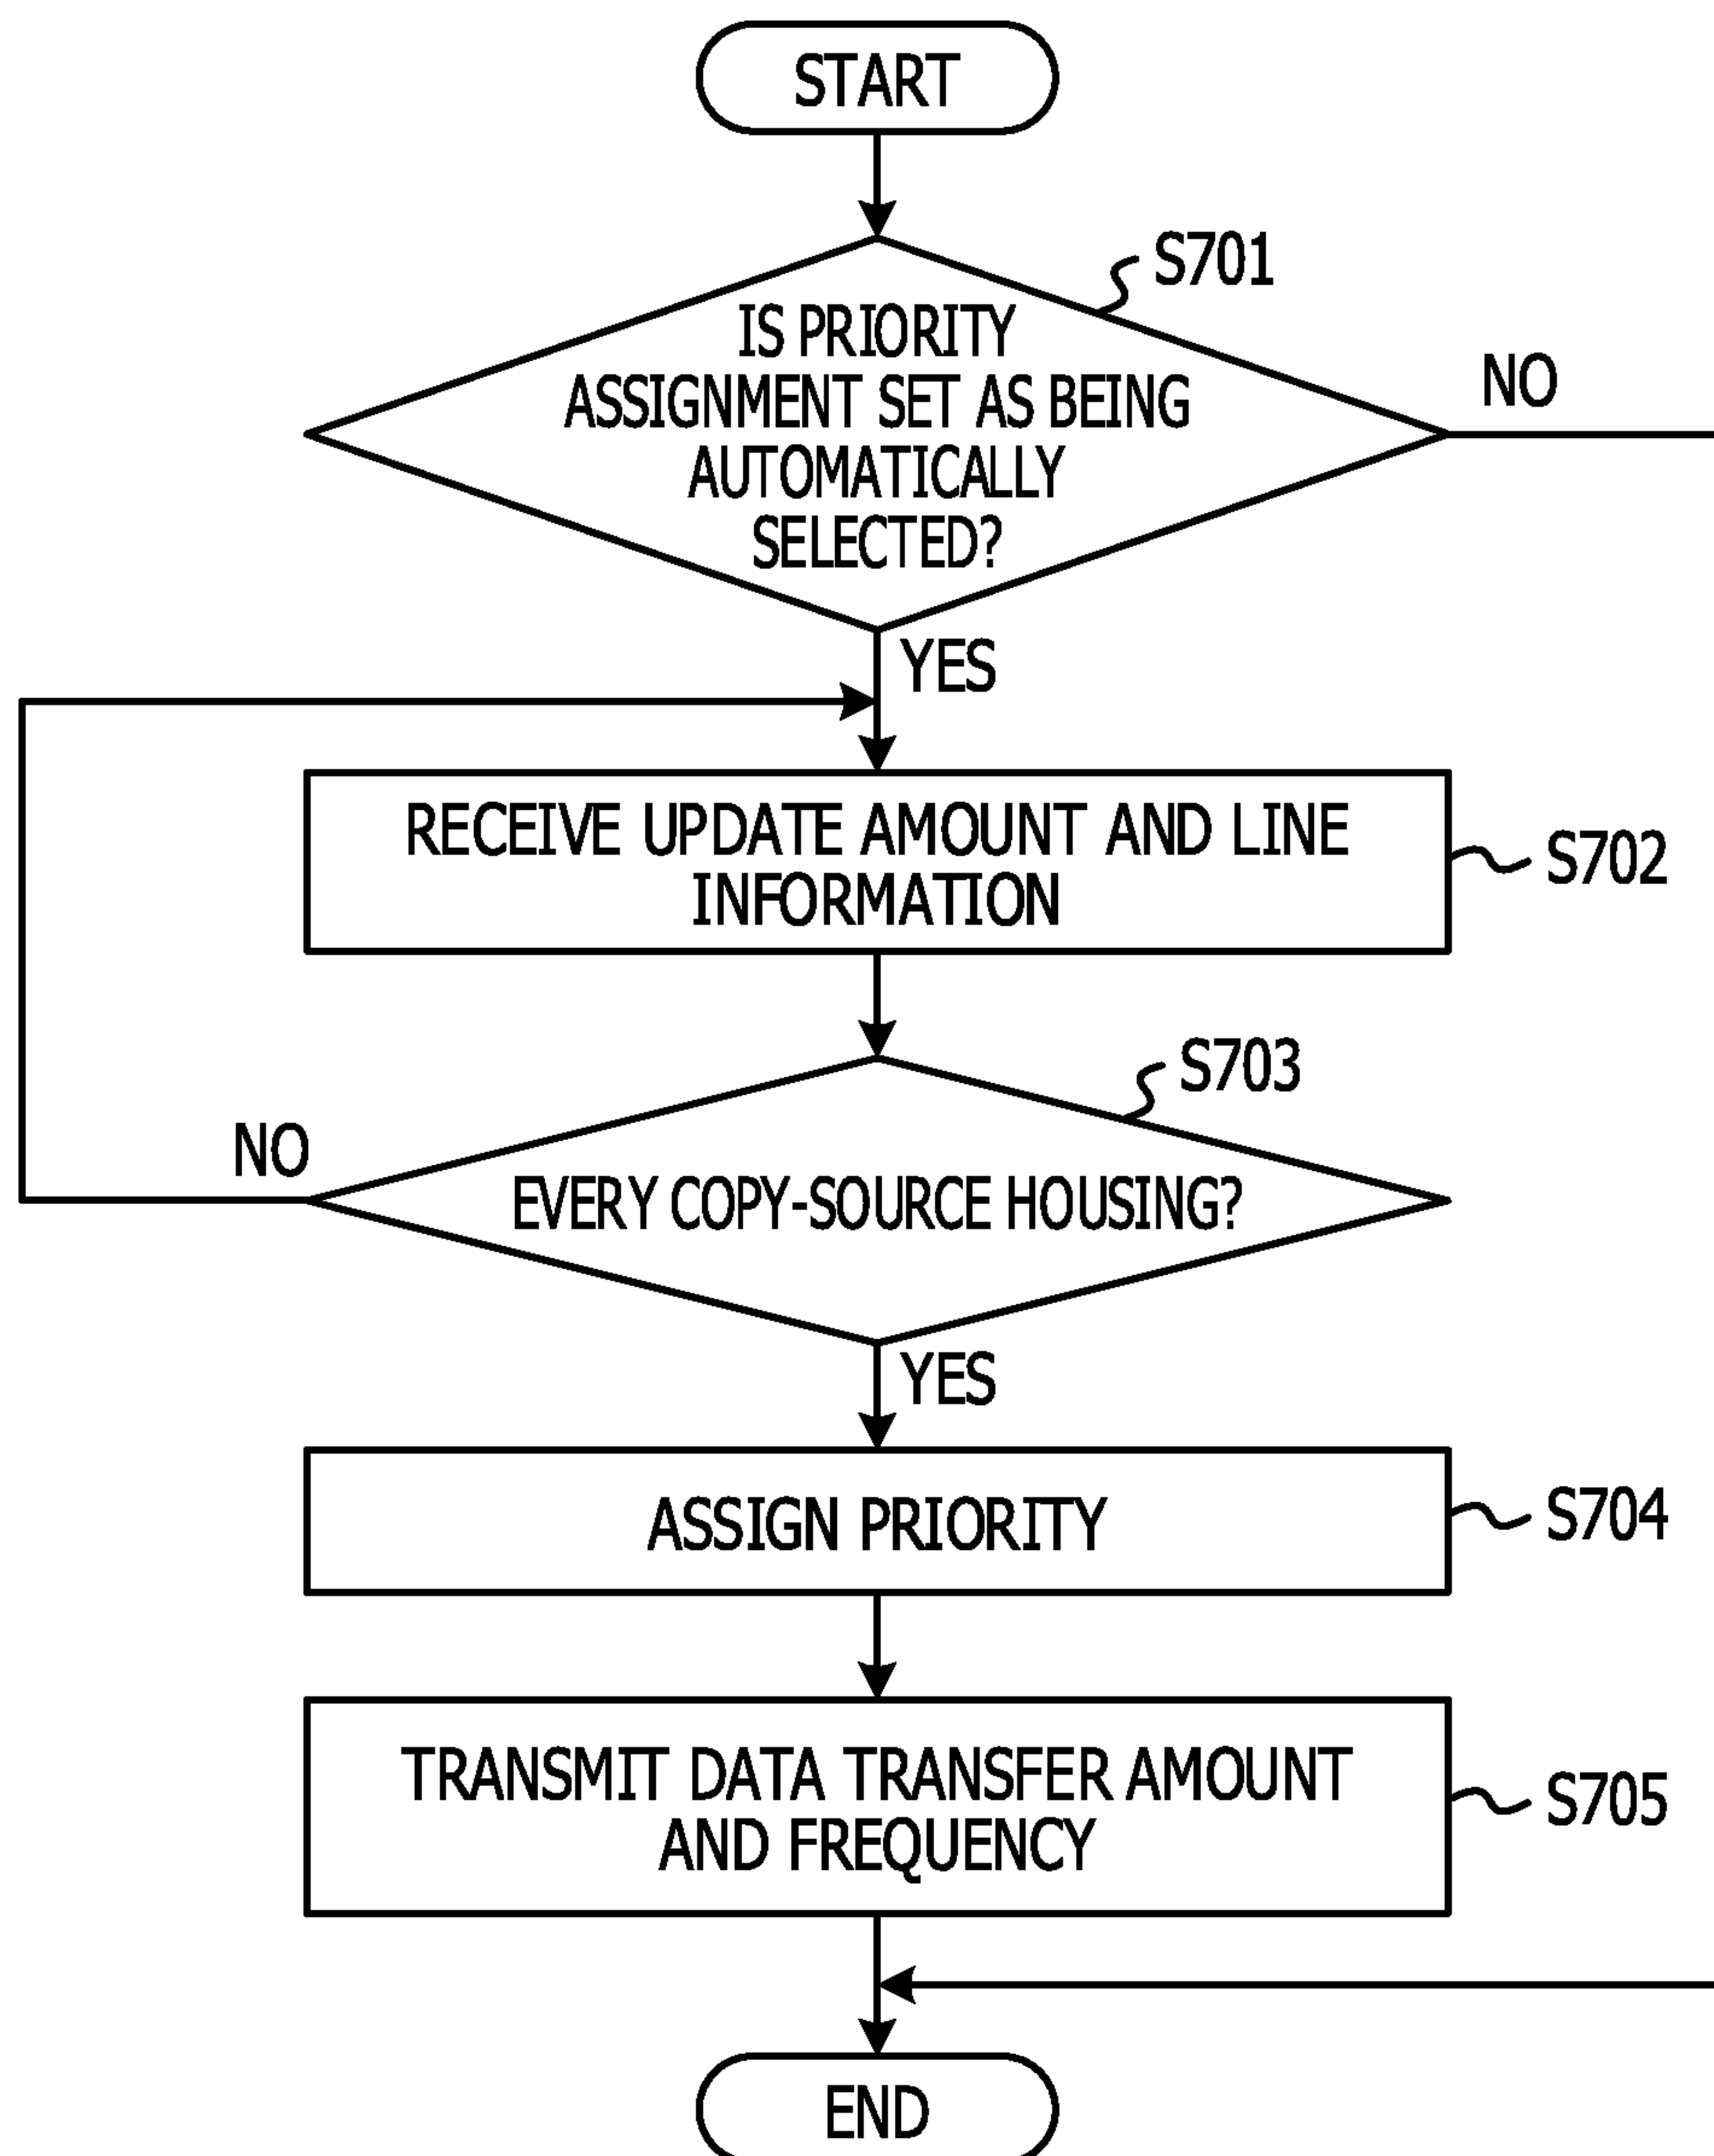 START
S701
IS PRIORITY
ASSIGNMENT SET AS BEING
AUTOMATICALLY
SELECTED?
NO
YES
RECEIVE UPDATE AMOUNT AND LINE
INFORMATION
S702
S703
NO
EVERY COPY-SOURCE HOUSING?
YES
ASSIGN PRIORITY
S704
TRANSMIT DATA TRANSFER AMOUNT
AND FREQUENCY
S705
END